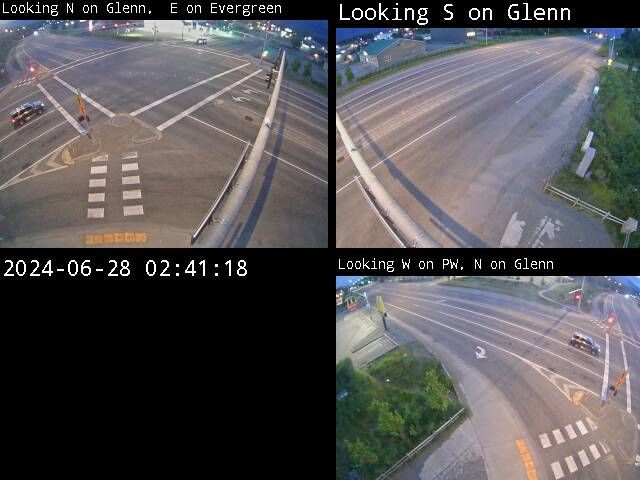 Looking N on Glenn, E on Evergreen
Looking S on Glenn
2024-06-28 02:41:18
Looking W on PW, N on Glenn